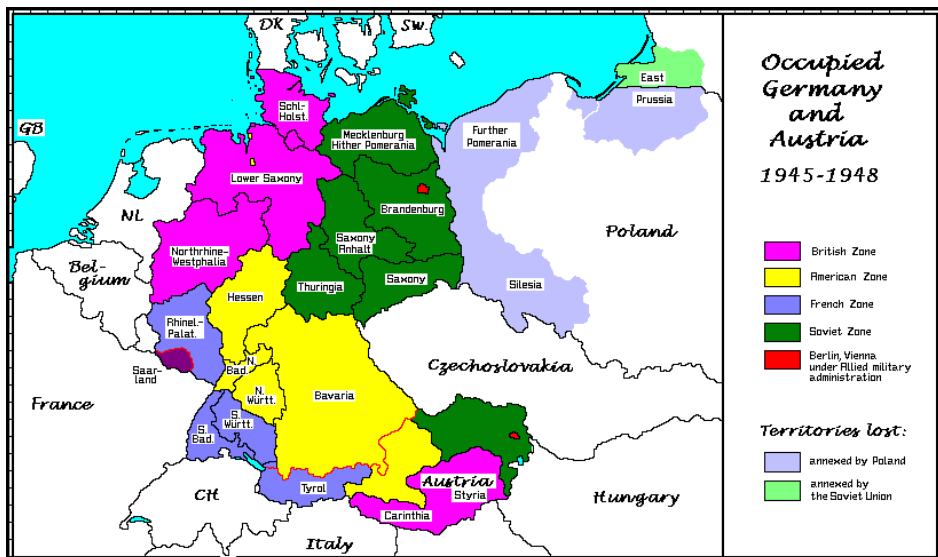 DK
SW.
GB
Schl-
Holst.
Mecklenburg
Hither Pomerania
Further
Pomerania
East
Prussia
Lower Saxony
Brandenburg
NL
Northrhine-
Westphalia
Saxony
Anhalt
Poland
Bel-
gium
Hessen
Thuringia
Saxony
Silesia
Rhinel-
Palat.
Saar-
land
N.
Bad.
N.
Württ.
Bavaria
Czechoslovakia
France
S.
Bad.
S.
Württ.
CH
Tyrol
Austria
Styria
Carinthia
Hungary
Italy
Occupied
Germany
and
Austria
1945-1948
British Zone
American Zone
French Zone
Soviet Zone
Berlin, Vienna
under Allied military
administration
Territories lost:
annexed by Poland
annexed by
the Soviet Union